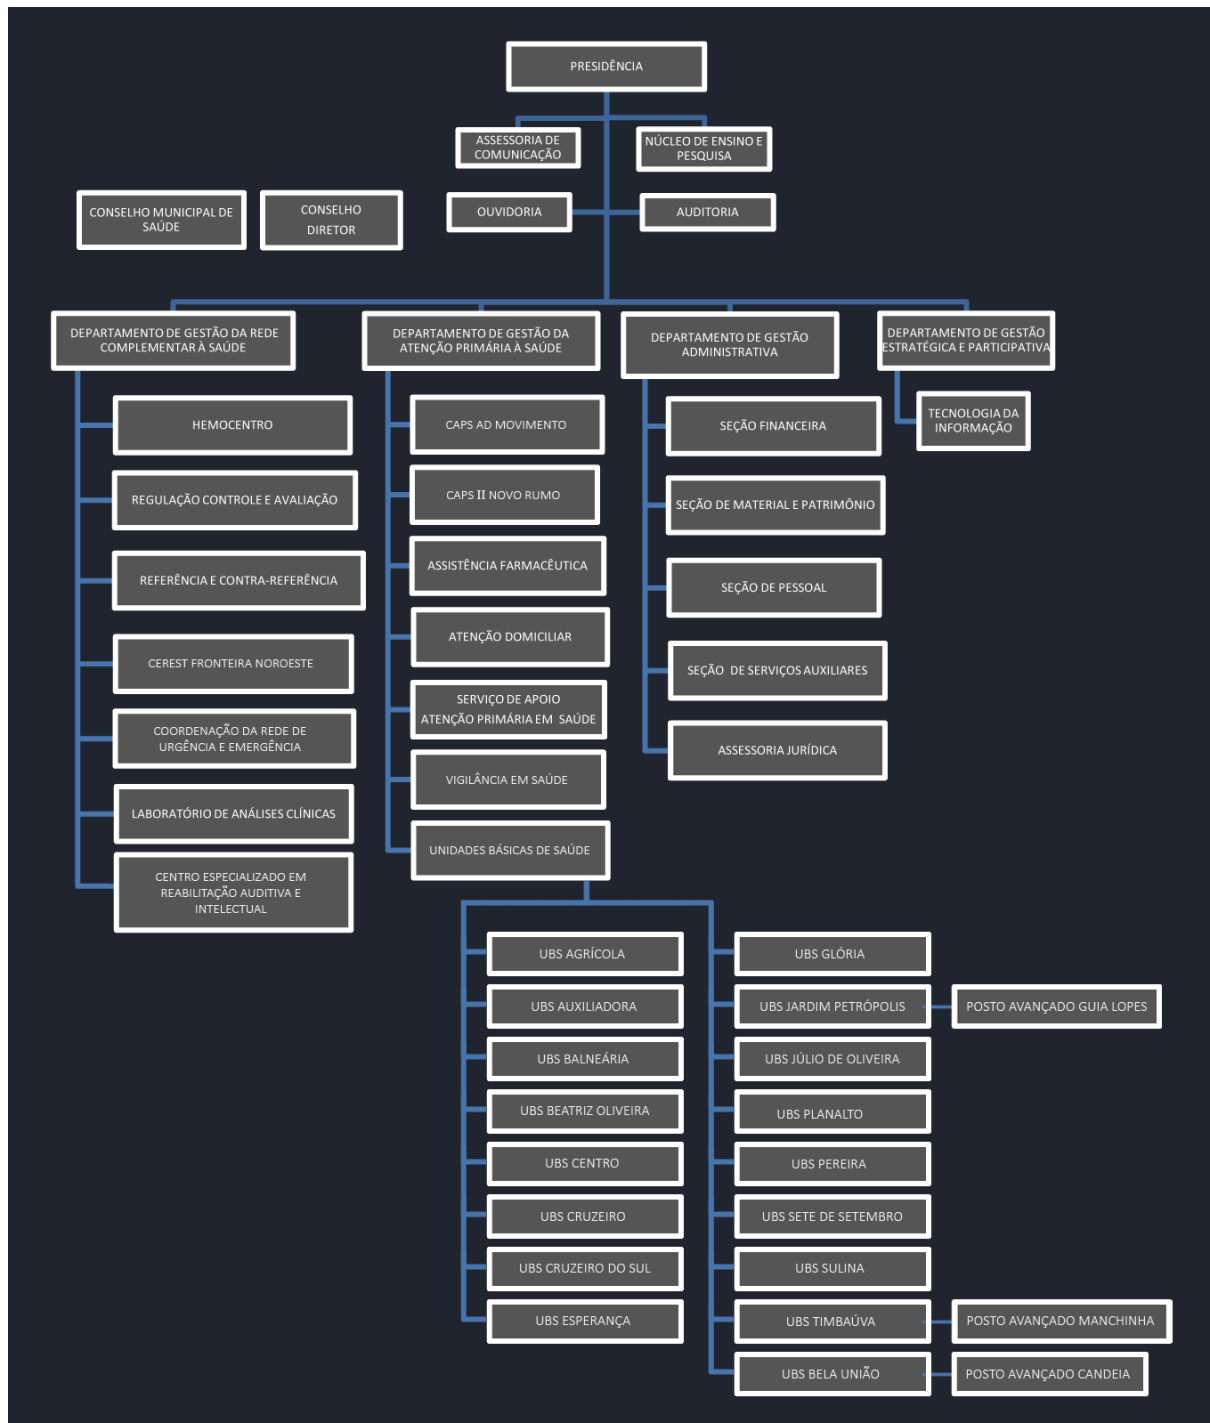 PRESIDÊNCIA
ASSESSORIA DE
COMUNICAÇÃO
NÚCLEO DE ENSINO E
PESQUISA
CONSELHO MUNICIPAL DE
SAÚDE
CONSELHO
DIRETOR
OUVIDORIA
AUDITORIA
DEPARTAMENTO DE GESTÃO DA REDE
COMPLEMENTAR À SAÚDE
DEPARTAMENTO DE GESTÃO DA
ATENÇÃO PRIMÁRIA À SAÚDE
DEPARTAMENTO DE GESTÃO
ADMINISTRATIVA
DEPARTAMENTO DE GESTÃO
ESTRATÉGICA E PARTICIPATIVA
HEMOCENTRO
REGULAÇÃO CONTROLE E AVALIAÇÃO
REFERÊNCIA E CONTRA-REFERÊNCIA
CEREST FRONTEIRA NOROESTE
COORDENAÇÃO DA REDE DE
URGÊNCIA E EMERGÊNCIA
LABORATÓRIO DE ANÁLISES CLÍNICAS
CENTRO ESPECIALIZADO EM
REABILITAÇÃO AUDITIVA E
INTELECTUAL
CAPS AD MOVIMENTO
CAPS II NOVO RUMO
ASSISTÊNCIA FARMACÊUTICA
ATENÇÃO DOMICILIAR
SERVIÇO DE APOIO
ATENÇÃO PRIMÁRIA EM SAÚDE
VIGILÂNCIA EM SAÚDE
UNIDADES BÁSICAS DE SAÚDE
SEÇÃO FINANCEIRA
SEÇÃO DE MATERIAL E PATRIMÔNIO
SEÇÃO DE PESSOAL
SEÇÃO DE SERVIÇOS AUXILIARES
ASSESSORIA JURÍDICA
TECNOLOGIA DA
INFORMAÇÃO
UBS AGRÍCOLA
UBS AUXILIADORA
UBS BALNEÁRIA
UBS BEATRIZ OLIVEIRA
UBS CENTRO
UBS CRUZEIRO
UBS CRUZEIRO DO SUL
UBS ESPERANÇA
UBS GLÓRIA
UBS JARDIM PETRÓPOLIS
POSTO AVANÇADO GUIA LOPES
UBS JÚLIO DE OLIVEIRA
UBS PLANALTO
UBS PEREIRA
UBS SETE DE SETEMBRO
UBS SULINA
UBS TIMBAÚVA
POSTO AVANÇADO MANCHINHA
UBS BELA UNIÃO
POSTO AVANÇADO CANDEIA